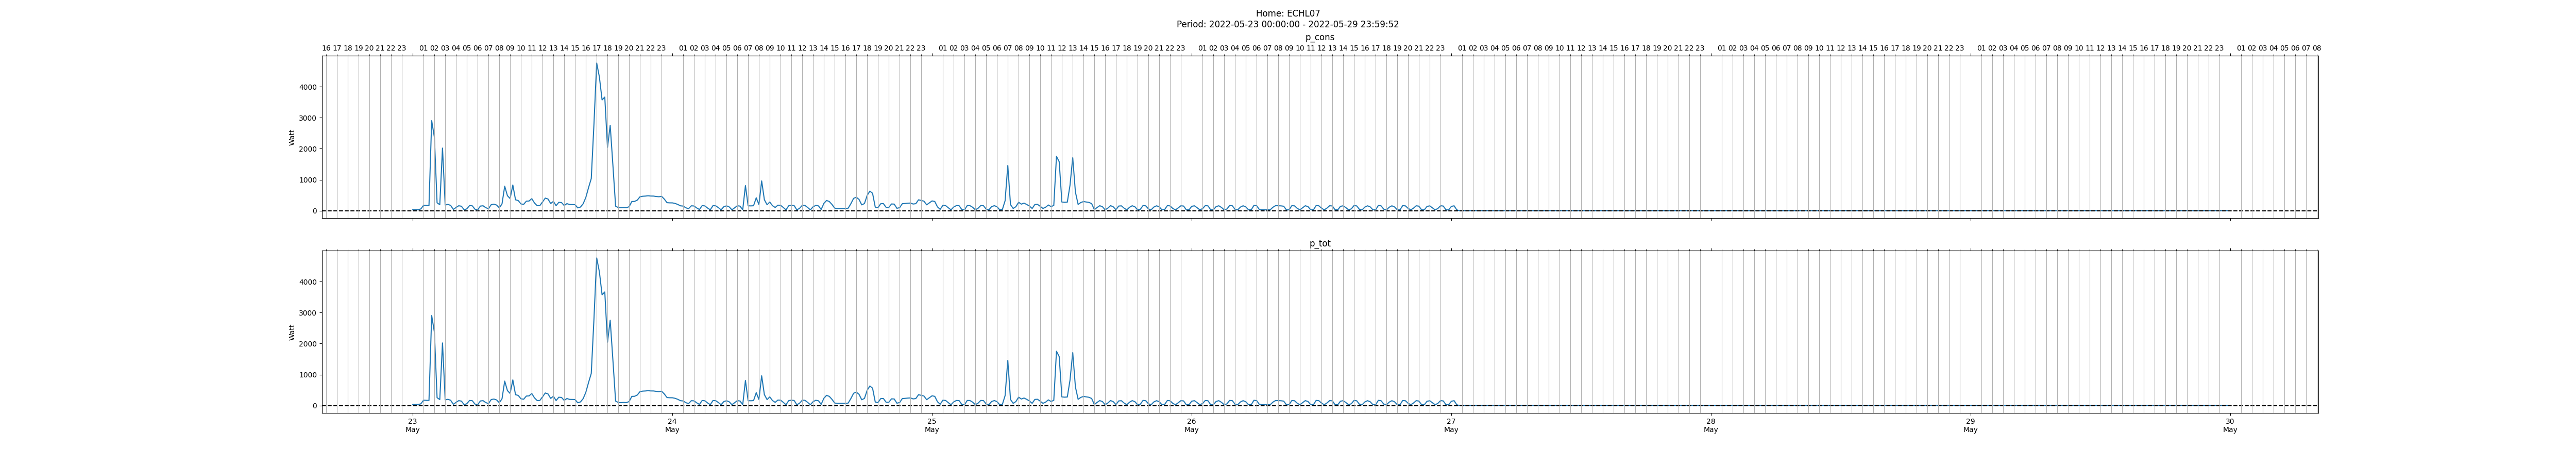 Home: ECHL07
Period: 2022-05-23 00:00:00 - 2022-05-29 23:59:52
p_cons
16 17 18 19 20 21 22 23 01 02 03 04 05 06 07 08 09 10 11 12 13 14 15 16 17 18 19 20 21 22 23 01 02 03 04 05 06 07 08 09 10 11 12 13 14 15 16 17 18 19 20 21 22 23 01 02 03 04 05 06 07 08 09 10 11 12 13 14 15 16 17 18 19 20 21 22 23 01 02 03 04 05 06 07 08 09 10 11 12 13 14 15 16 17 18 19 20 21 22 23 01 02 03 04 05 06 07 08 09 10 11 12 13 14 15 16 17 18 19 20 21 22 23 01 02 03 04 05 06 07 08 09 10 11 12 13 14 15 16 17 18 19 20 21 22 23 01 02 03 04 05 06 07 08 09 10 11 12 13 14 15 16 17 18 19 20 21 22 23 01 02 03 04 05 06 07 08
4000
3000
Watt
2000
1000
0
p_tot
4000
3000
Watt
2000
1000
0
23 24 25 26 27 28 29 30
May May May May May May May May